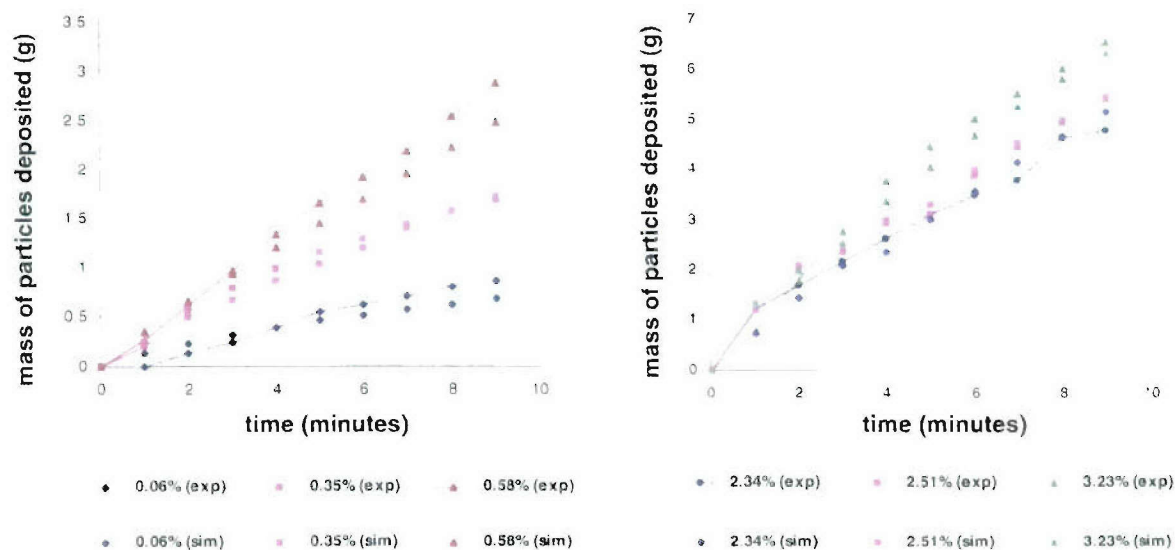 mass of particles deposited (g)
3 5
3
2 5
2
1 5
1
0 5
0
0 2 4 6 8 10
time (minutes)
0.06% (exp) 0.35% (exp) 0.58% (exp)
0.06% (sim) 0.35% (sim) 0.58% (sim)
mass of particles deposited (g)
7
6
5
4
3
2
1
0
0 2 4 6 8 10
time (minutes)
2.34% (exp) 2.51% (exp) 3.23% (exp)
2.34% (sim) 2.51% (sim) 3.23% (sim)